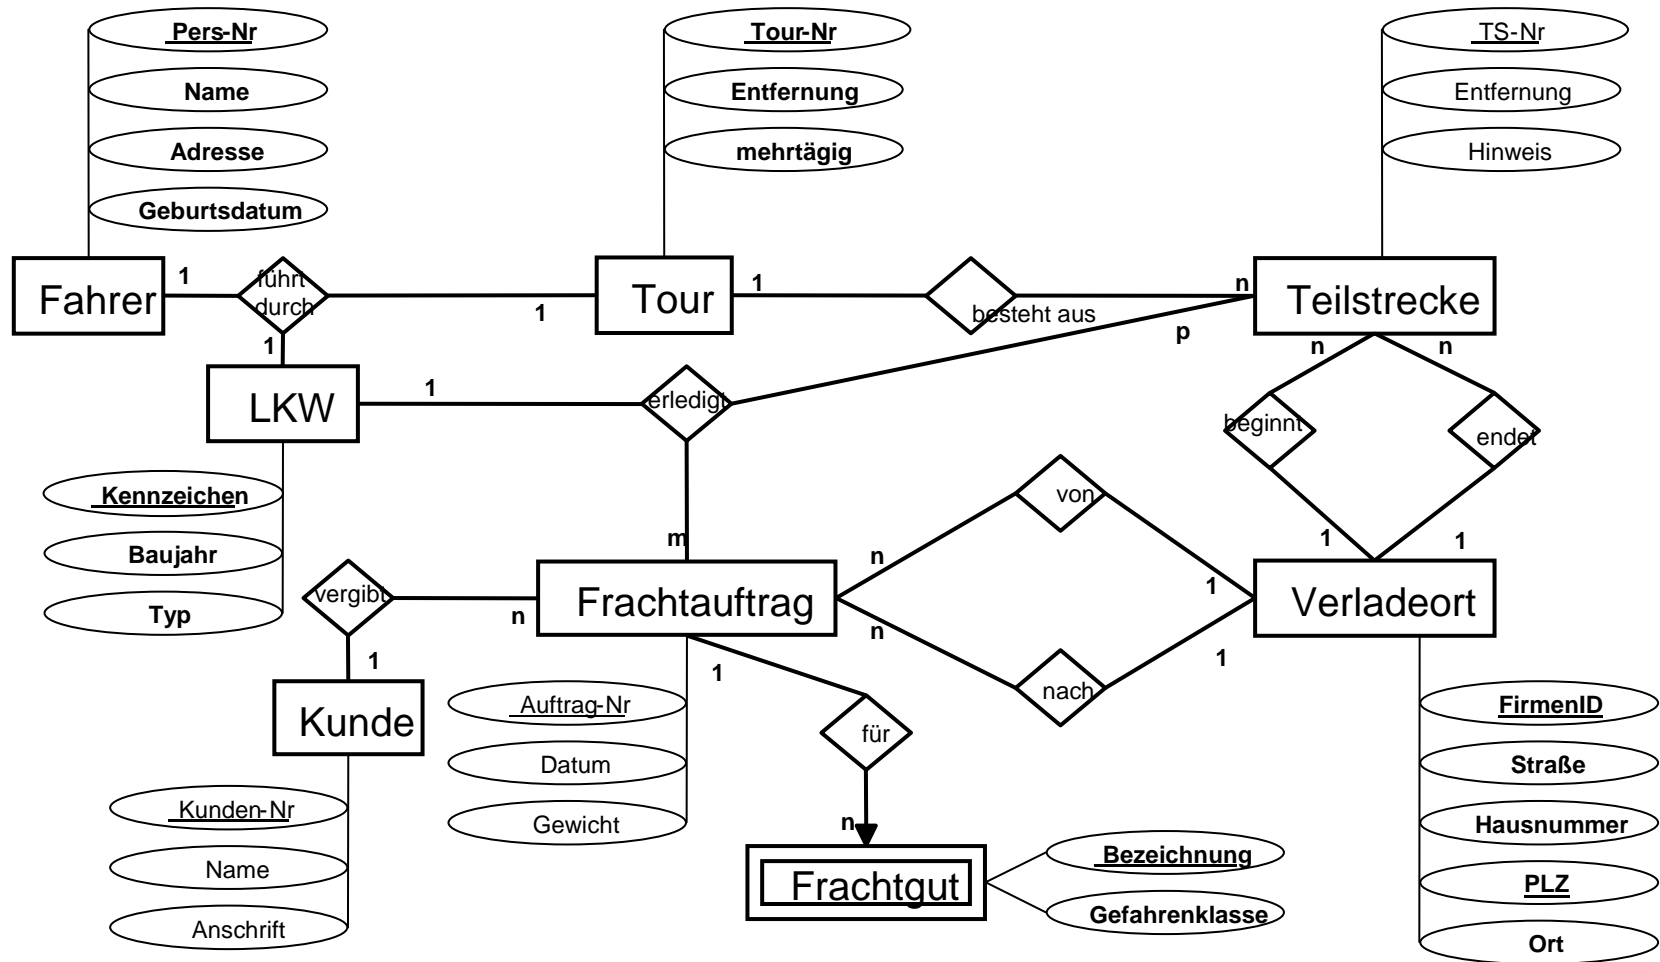 Pers-Nr
Tour-Nr
TS-Nr
Name
Entfernung
Entfernung
Adresse
mehrtägig
Hinweis
Geburtsdatum
Fahrer
1
führt
durch
1
Tour
1
besteht aus
n
Teilstrecke
1
p
n
n
LKW
1
erledigt
beginnt
endet
Kennzeichen
von
Baujahr
m
n
1
1
1
Typ
vergibt
n
Frachtauftrag
n
1
Verladeort
1
1
nach
Kunde
Auftrag-Nr
für
FirmenID
Datum
Straße
Kunden-Nr
Gewicht
n
Hausnummer
Name
Frachtgut
Bezeichnung
PLZ
Anschrift
Gefahrenklasse
Ort